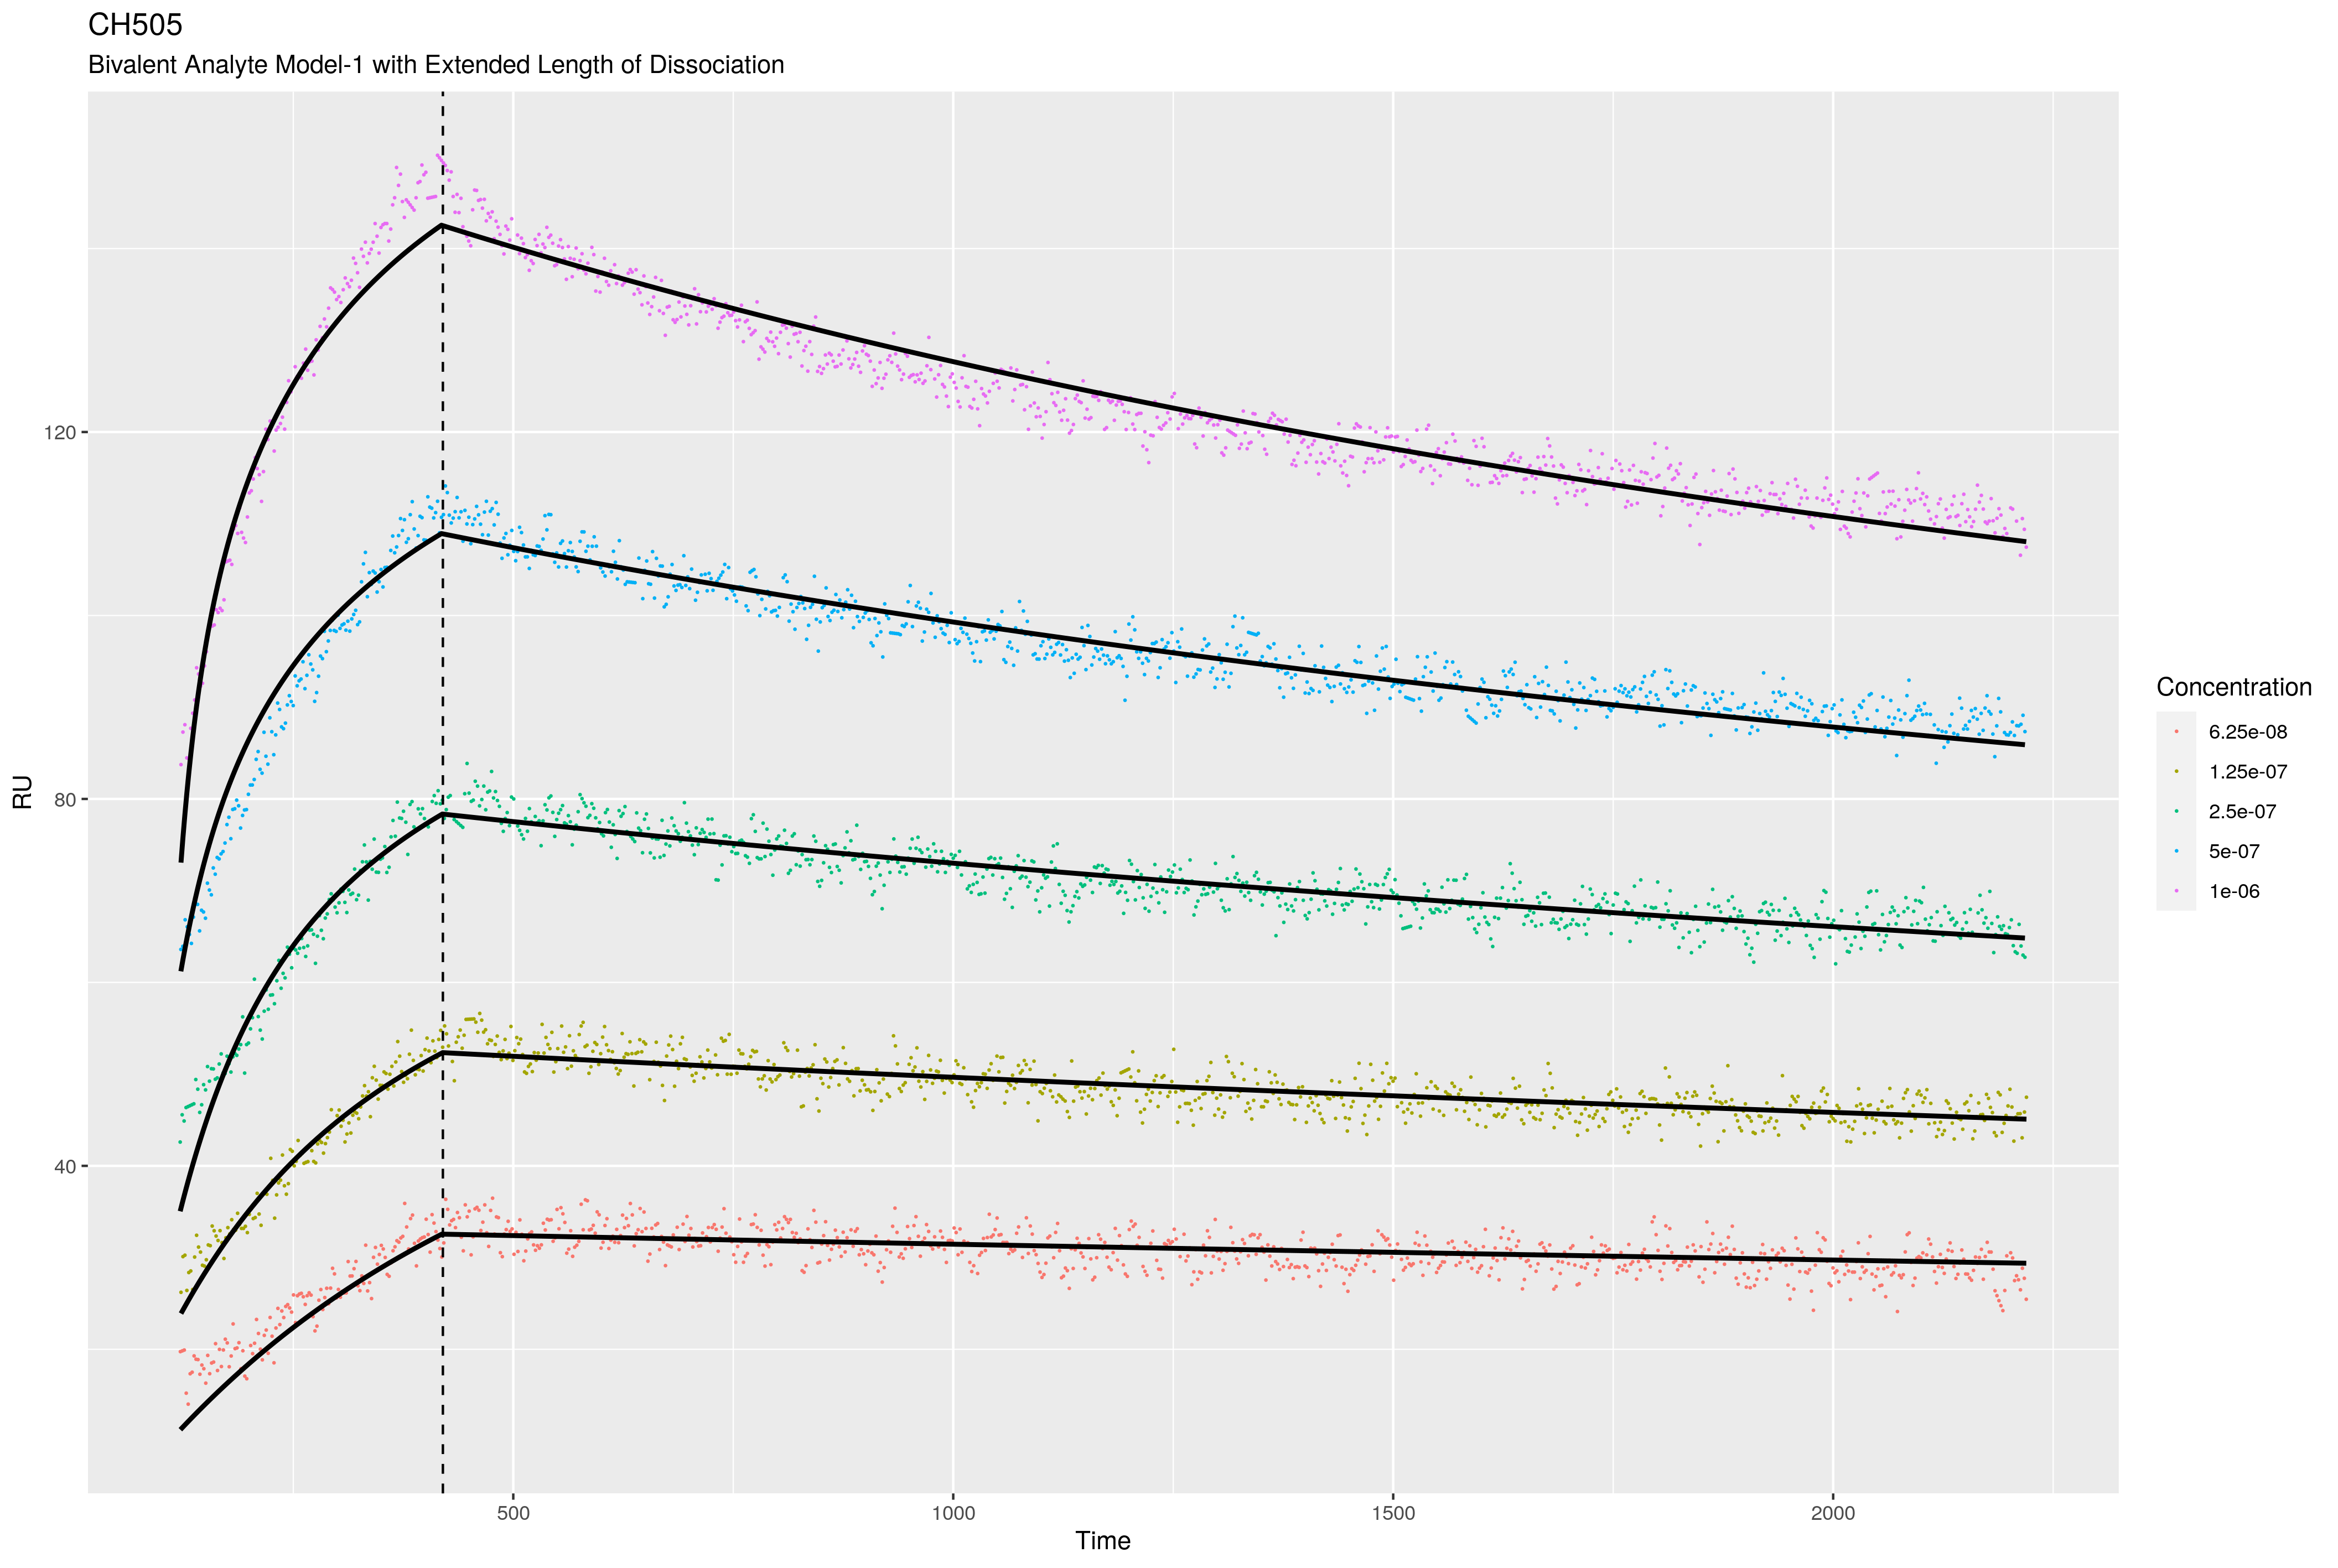 CH505
Bivalent Analyte Model-1 with Extended Length of Dissociation
RU
120
80
40
500
1000
1500
2000
Time
Concentration
6.25e-08
1.25e-07
2.5e-07
5e-07
1e-06